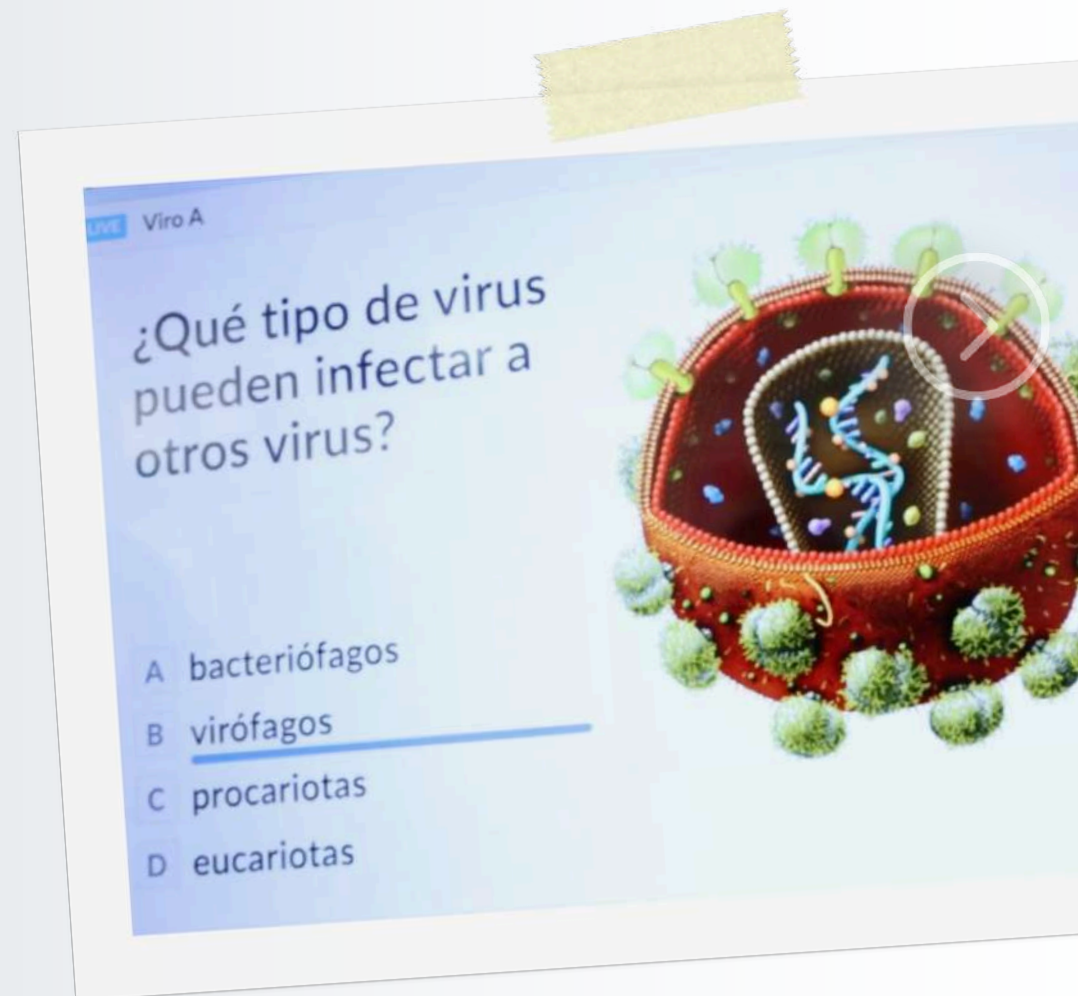 LIVE Viro A
¿Qué tipo de virus
pueden infectar a
otros virus?
A bacteriófagos
B virófagos
C procariotas
D eucariotas